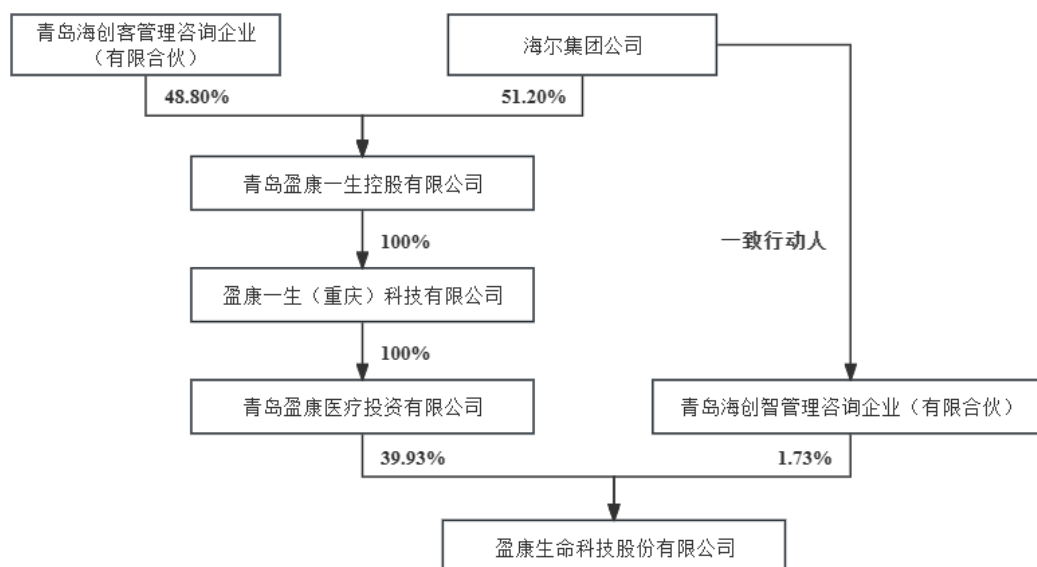 青岛海创客管理咨询企业
（有限合伙）
海尔集团公司
48.80%
51.20%
青岛盈康一生控股有限公司
100%
一致行动人
盈康一生（重庆）科技有限公司
100%
青岛盈康医疗投资有限公司
青岛海创智管理咨询企业（有限合伙）
39.93%
1.73%
盈康生命科技股份有限公司